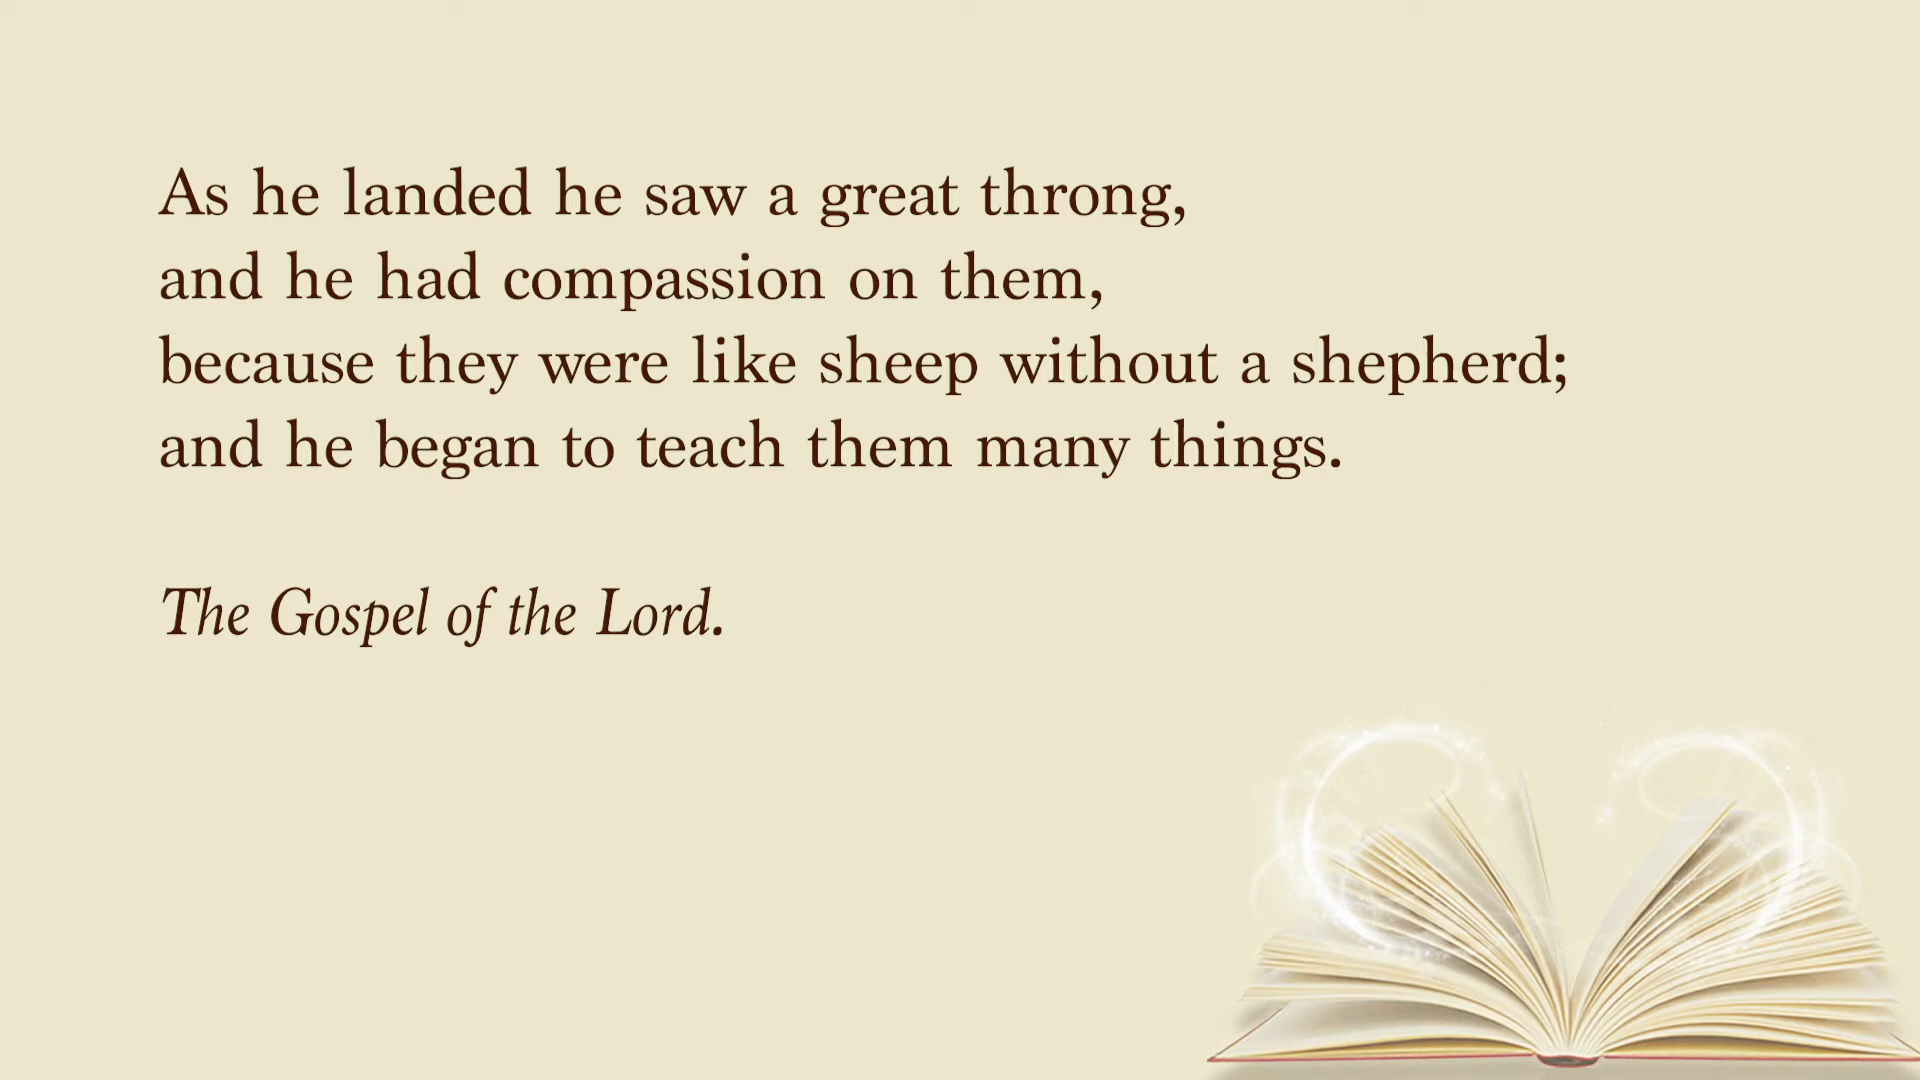 As he landed he saw a great throng,
and he had compassion on them,
because they were like sheep without a shepherd;
and he began to teach them many things.
The Gospel of the Lord.